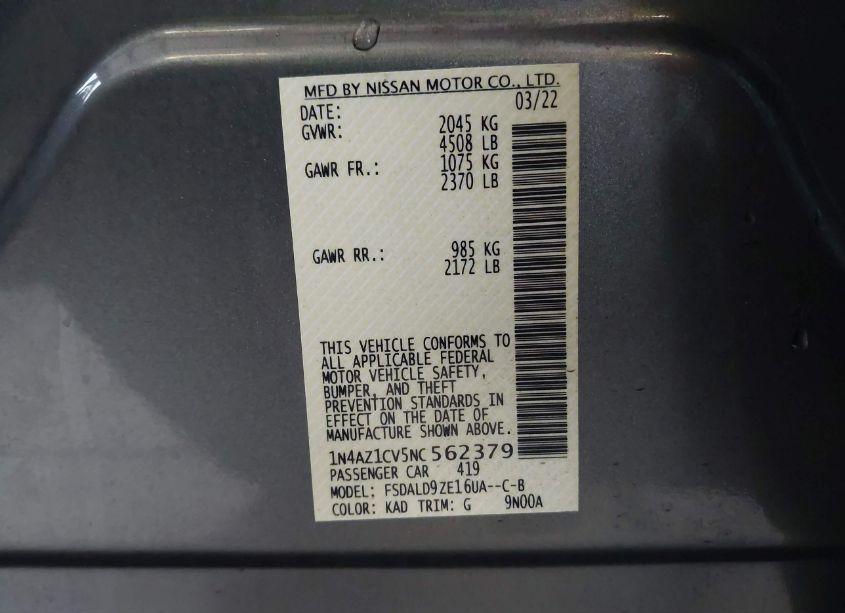 MFD BY NISSAN MOTOR CO., LTD.
DATE: 03/22
GVWR: 2045 KG
4508 LB
GAWR FR.: 1075 KG
2370 LB
GAWR RR.: 985 KG
2172 LB
THIS VEHICLE CONFORMS TO
ALL APPLICABLE FEDERAL
MOTOR VEHICLE SAFETY,
BUMPER, AND THEFT
PREVENTION STANDARDS IN
EFFECT ON THE DATE OF
MANUFACTURE SHOWN ABOVE.
1N4AZ1CV5NC562379
PASSENGER CAR 419
MODEL: FSDALD9ZE16UA--C-B
COLOR: KAD TRIM: G 9N00A